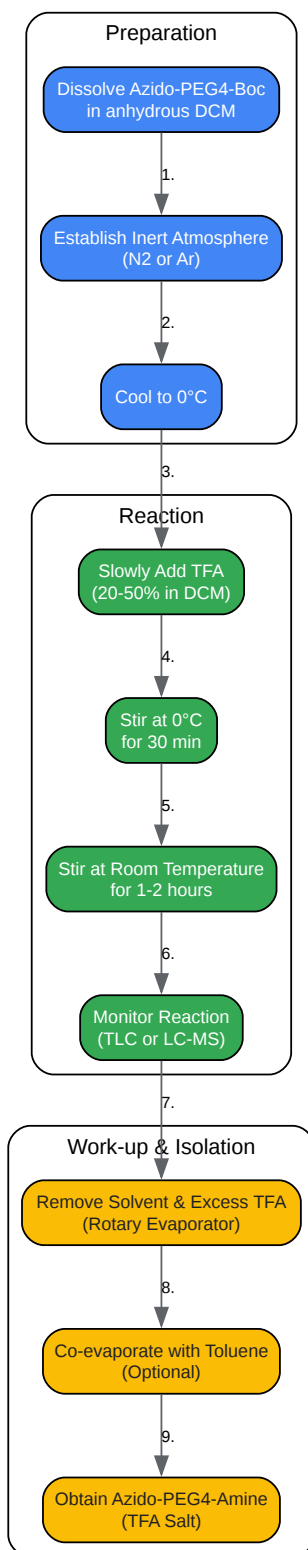 Preparation
Dissolve Azido-PEG4-Boc
in anhydrous DCM
1.
Establish Inert Atmosphere
(N2 or Ar)
2.
Cool to 0°C
3.
Reaction
Slowly Add TFA
(20-50% in DCM)
4.
Stir at 0°C
for 30 min
5.
Stir at Room Temperature
for 1-2 hours
6.
Monitor Reaction
(TLC or LC-MS)
7.
Work-up & Isolation
Remove Solvent & Excess TFA
(Rotary Evaporator)
8.
Co-evaporate with Toluene
(Optional)
9.
Obtain Azido-PEG4-Amine
(TFA Salt)